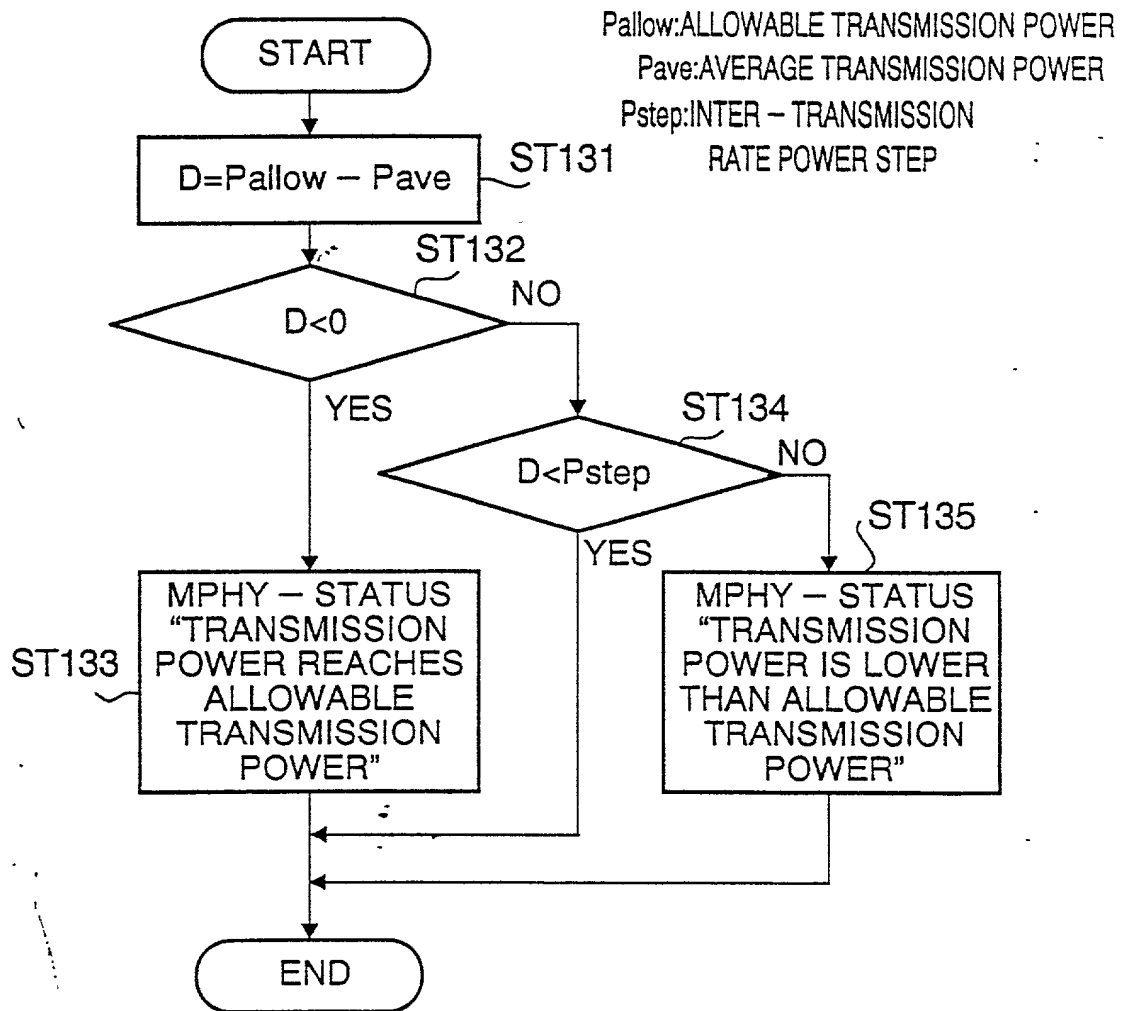 START
Pallow:ALLOWABLE TRANSMISSION POWER
Pave:AVERAGE TRANSMISSION POWER
Pstep:INTER – TRANSMISSION
RATE POWER STEP
D=Pallow – Pave
ST131
ST132
D<0
NO
YES
ST134
D<Pstep
NO
YES
ST135
ST133
MPHY – STATUS
“TRANSMISSION
POWER REACHES
ALLOWABLE
TRANSMISSION
POWER”
MPHY – STATUS
“TRANSMISSION
POWER IS LOWER
THAN ALLOWABLE
TRANSMISSION
POWER”
END